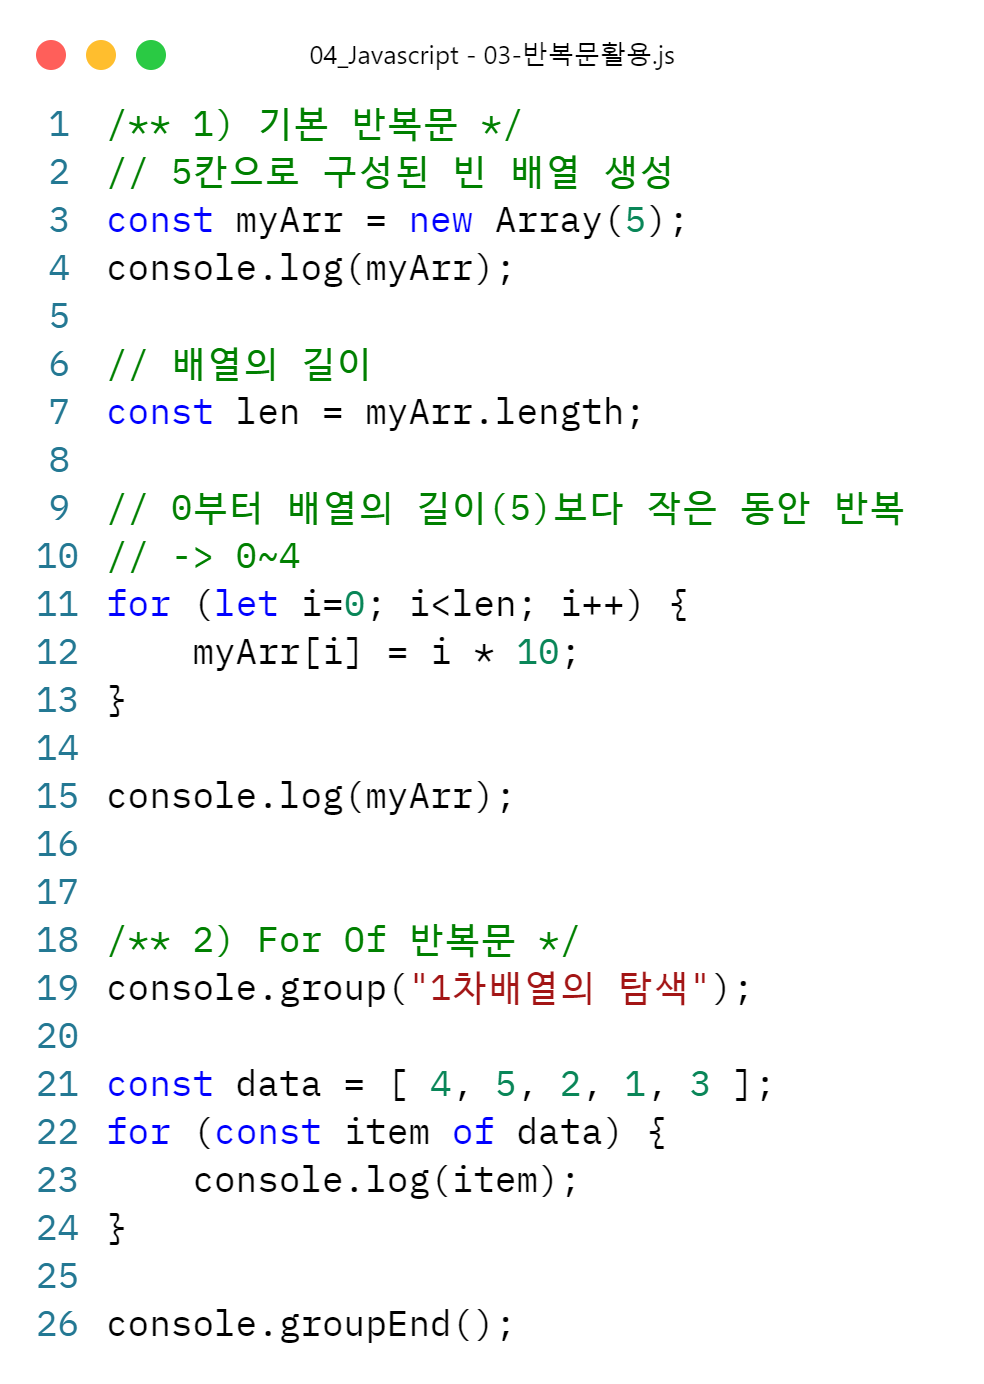 04_Javascript - 03-반복문활용.js
1 /** 1) 기본 반복문 */
2 // 5칸으로 구성된 빈 배열 생성
3 const myArr = new Array(5);
4 console.log(myArr);
5
6 // 배열의 길이
7 const len = myArr.length;
8
9 // 0부터 배열의 길이(5)보다 작은 동안 반복
10 // -> 0~4
11 for (let i=0; i<len; i++) {
12     myArr[i] = i * 10;
13 }
14
15 console.log(myArr);
16
17
18 /** 2) For Of 반복문 */
19 console.group("1차배열의 탐색");
20
21 const data = [ 4, 5, 2, 1, 3 ];
22 for (const item of data) {
23     console.log(item);
24 }
25
26 console.groupEnd();